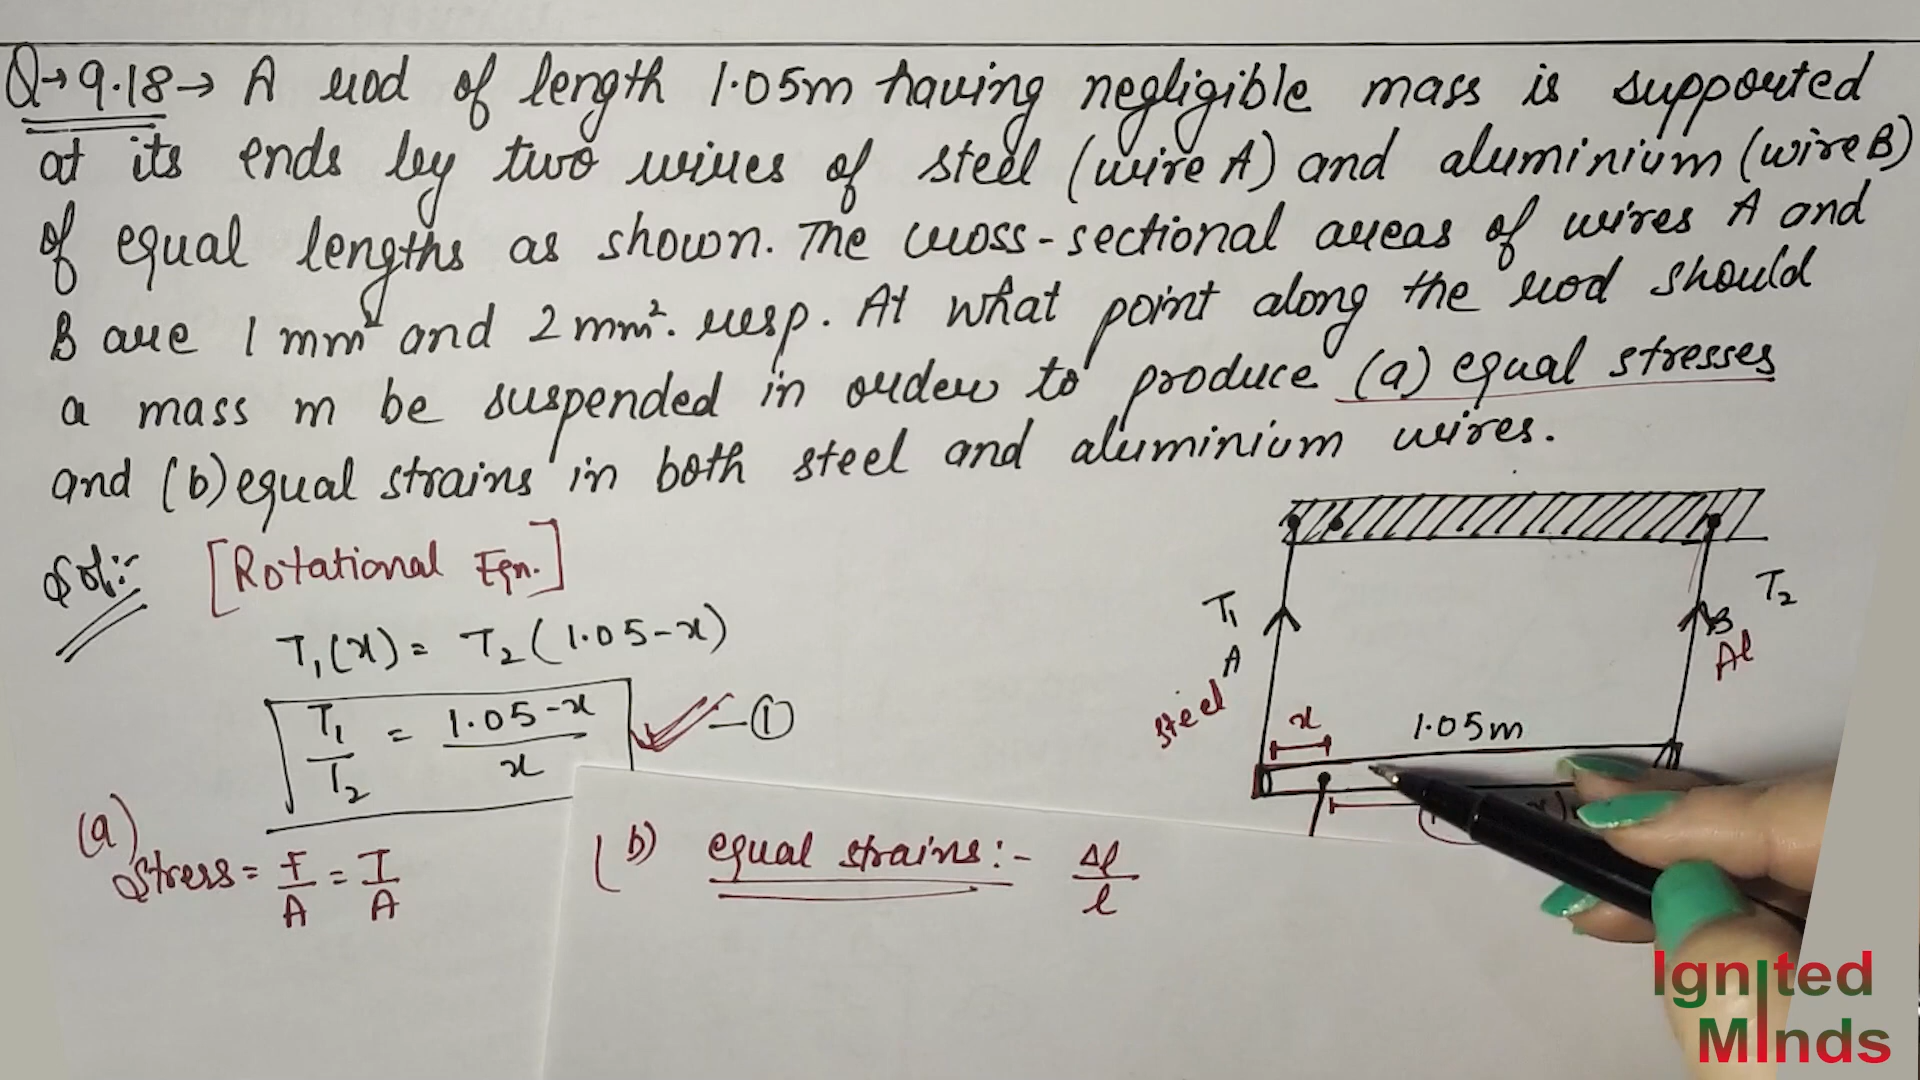 Q→9.18→ A rod of length 1.05m having negligible mass is supported
at its ends by two wires of steel (wire A) and aluminium (wire B)
of equal lengths as shown. The cross-sectional areas of wires A and
B are 1mm² and 2mm². resp. At what point along the rod should
a mass m be suspended in order to produce (a) equal stresses
and (b) equal strains in both steel and aluminium wires.
Sol:-
[Rotational Eqn.]
T₁(x) = T₂(1.05-x)
T₁/T₂ = 1.05-x/x -①
(a)
Stress = F/A = T/A
(b) equal strains:- Δl/l
T₁
A
Steel
T₂
B
Al
x
1.05m
Ignited
Minds